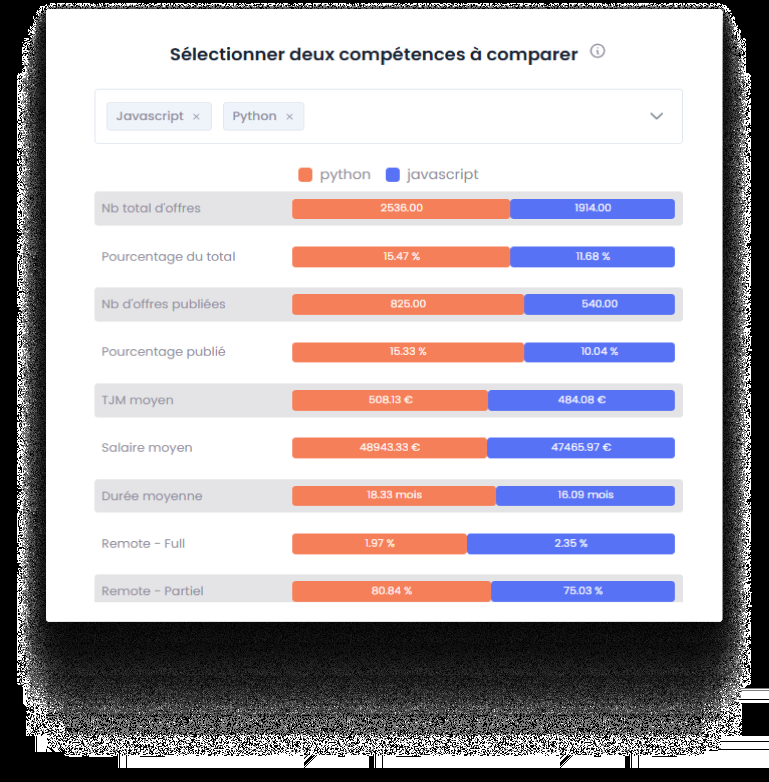 Sélectionner deux compétences à comparer
Javascript × Python ×
python javascript
Nb total d'offres 2536.00 1914.00
Pourcentage du total 15.47 % 11.68 %
Nb d'offres publiées 825.00 540.00
Pourcentage publié 15.33 % 10.04 %
TJM moyen 508.13 € 484.08 €
Salaire moyen 48943.33 € 47465.97 €
Durée moyenne 18.33 mois 16.09 mois
Remote - Full 1.97 % 2.35 %
Remote - Partiel 80.84 % 75.03 %